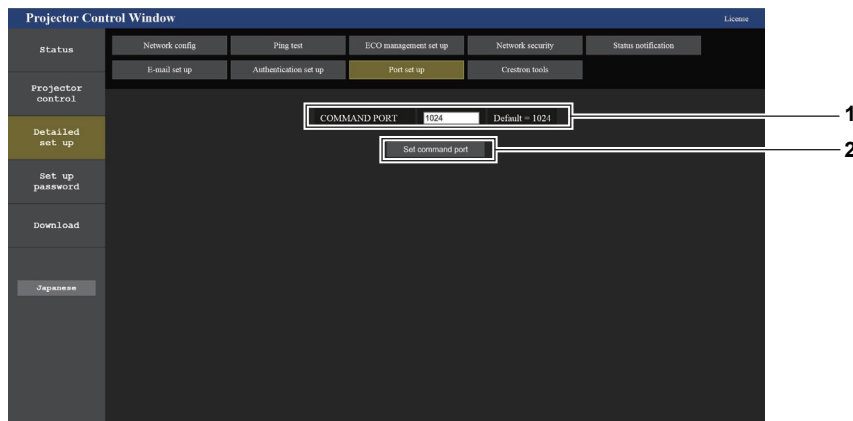 Projector Control Window
License
Status
Network config
Ping test
ECO management set up
Network security
Status notification
E-mail set up
Authentication set up
Port set up
Crestron tools
Projector
control
COMMAND PORT 1024 Default = 1024
1
Detailed
set up
Set command port
2
Set up
password
Download
Japanese